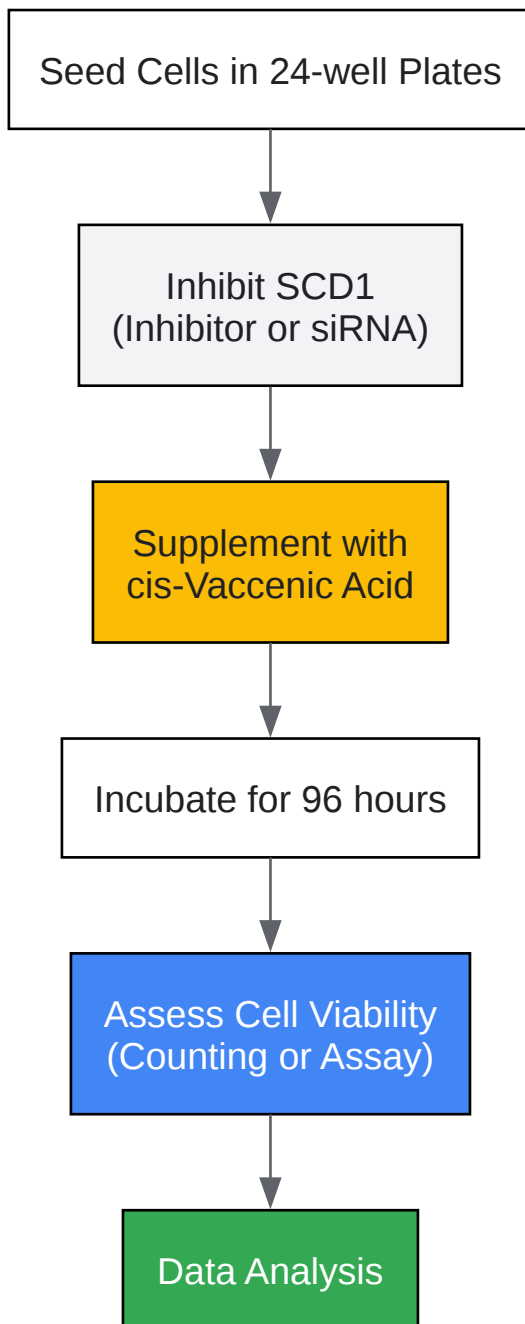 Seed Cells in 24-well Plates
Inhibit SCD1
(Inhibitor or siRNA)
Supplement with
cis-Vaccenic Acid
Incubate for 96 hours
Assess Cell Viability
(Counting or Assay)
Data Analysis